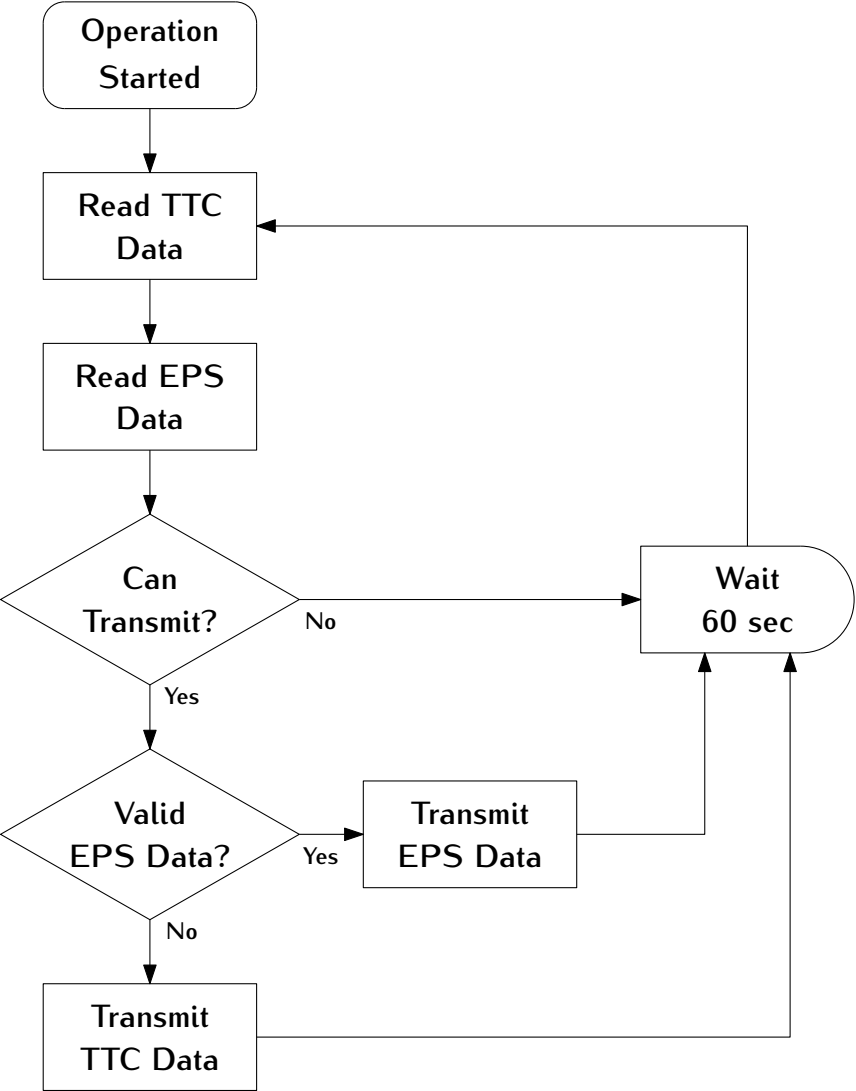 Operation
Started
Read TTC
Data
Read EPS
Data
Can
Transmit?
No
Wait
60 sec
Yes
Valid
EPS Data?
Yes
Transmit
EPS Data
No
Transmit
TTC Data